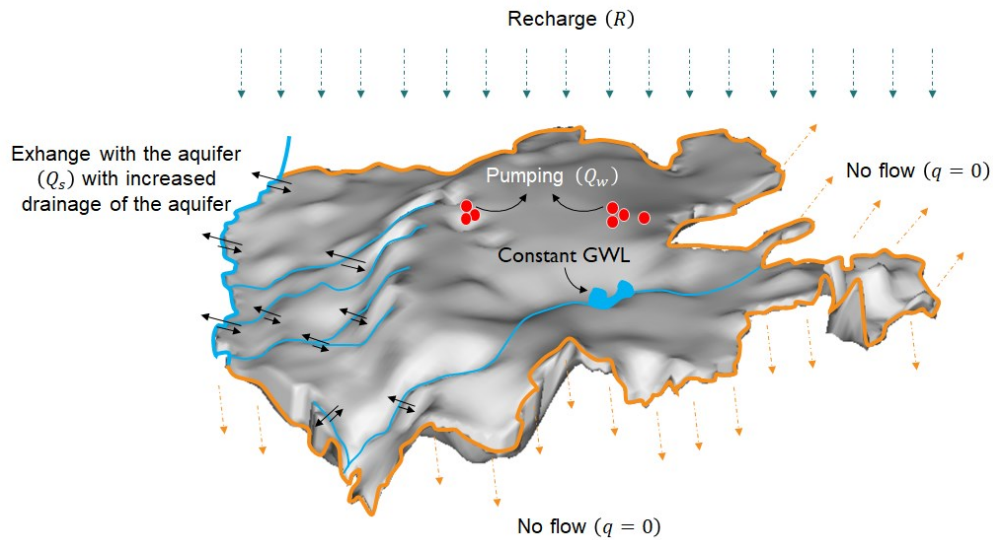 Recharge (R)
Exhange with the aquifer
(Qₛ) with increased
drainage of the aquifer
Pumping (Q_w)
No flow (q = 0)
Constant GWL
No flow (q = 0)